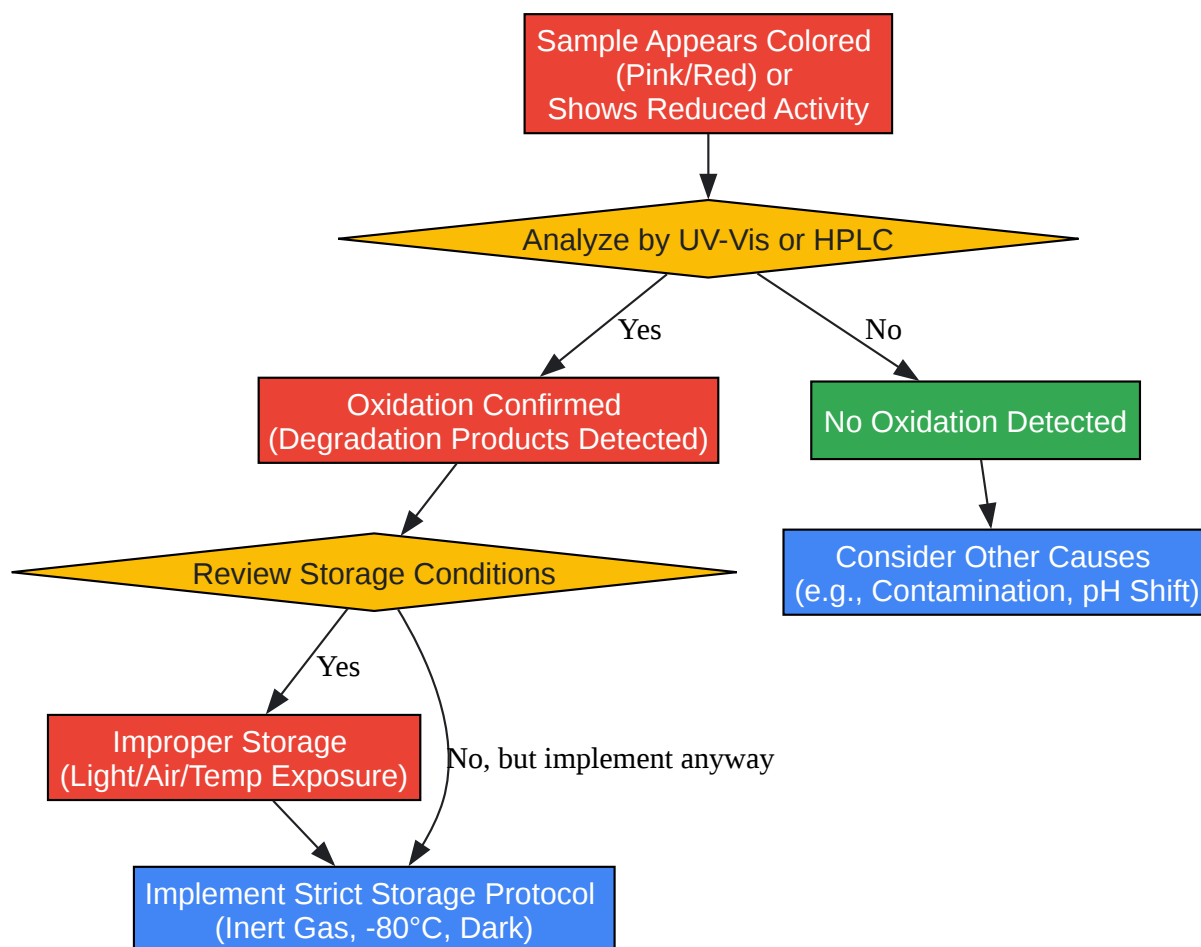 Sample Appears Colored
(Pink/Red) or
Shows Reduced Activity
Analyze by UV-Vis or HPLC
Yes
No
Oxidation Confirmed
(Degradation Products Detected)
No Oxidation Detected
Consider Other Causes
(e.g., Contamination, pH Shift)
Review Storage Conditions
Yes
Improper Storage
(Light/Air/Temp Exposure)
No, but implement anyway
Implement Strict Storage Protocol
(Inert Gas, -80°C, Dark)